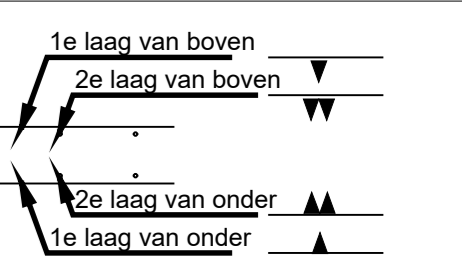 1e laag van boven
2e laag van boven
2e laag van onder
1e laag van onder